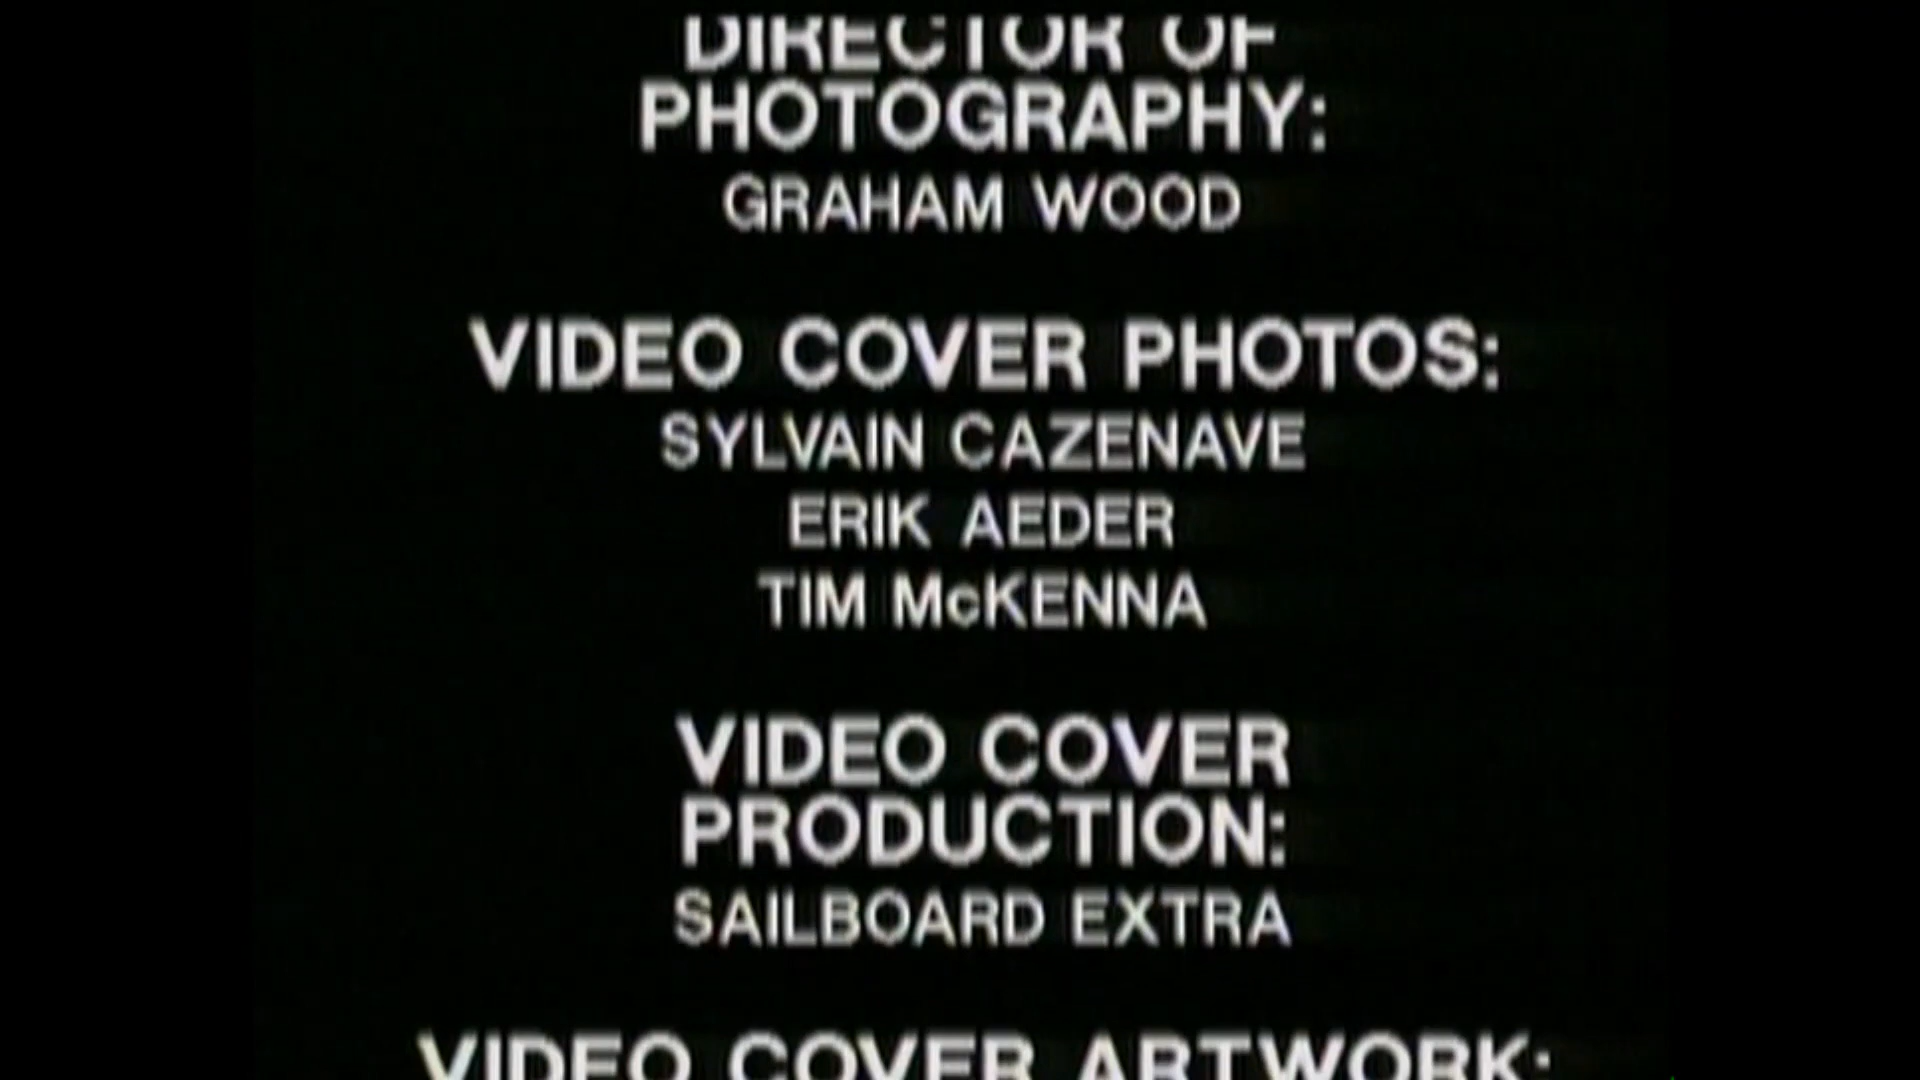 DIRECTOR OF
PHOTOGRAPHY:
GRAHAM WOOD
VIDEO COVER PHOTOS:
SYLVAIN CAZENAVE
ERIK AEDER
TIM McKENNA
VIDEO COVER
PRODUCTION:
SAILBOARD EXTRA
VIDEO COVER ARTWORK: